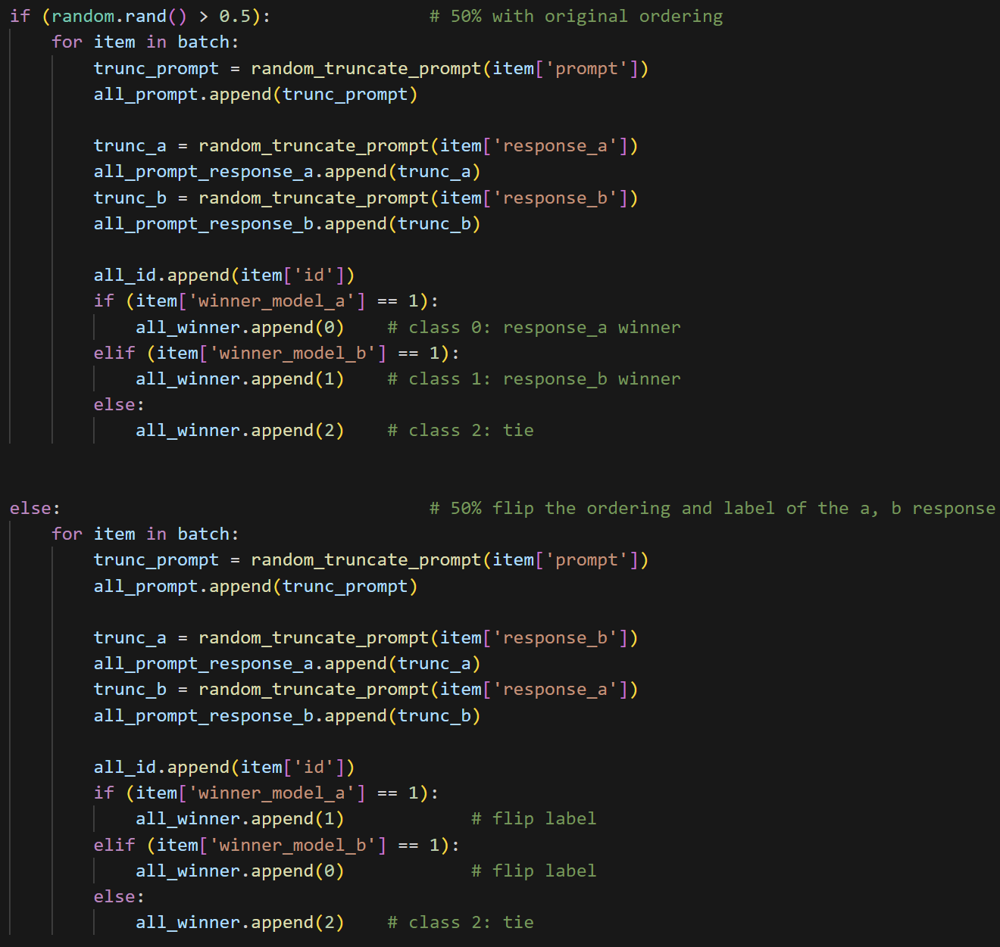 if (random.rand() > 0.5):               # 50% with original ordering
    for item in batch:
        trunc_prompt = random_truncate_prompt(item['prompt'])
        all_prompt.append(trunc_prompt)

        trunc_a = random_truncate_prompt(item['response_a'])
        all_prompt_response_a.append(trunc_a)
        trunc_b = random_truncate_prompt(item['response_b'])
        all_prompt_response_b.append(trunc_b)

        all_id.append(item['id'])
        if (item['winner_model_a'] == 1):
            all_winner.append(0)    # class 0: response_a winner
        elif (item['winner_model_b'] == 1):
            all_winner.append(1)    # class 1: response_b winner
        else:
            all_winner.append(2)    # class 2: tie


else:                                   # 50% flip the ordering and label of the a, b response
    for item in batch:
        trunc_prompt = random_truncate_prompt(item['prompt'])
        all_prompt.append(trunc_prompt)

        trunc_a = random_truncate_prompt(item['response_b'])
        all_prompt_response_a.append(trunc_a)
        trunc_b = random_truncate_prompt(item['response_a'])
        all_prompt_response_b.append(trunc_b)

        all_id.append(item['id'])
        if (item['winner_model_a'] == 1):
            all_winner.append(1)            # flip label
        elif (item['winner_model_b'] == 1):
            all_winner.append(0)            # flip label
        else:
            all_winner.append(2)    # class 2: tie